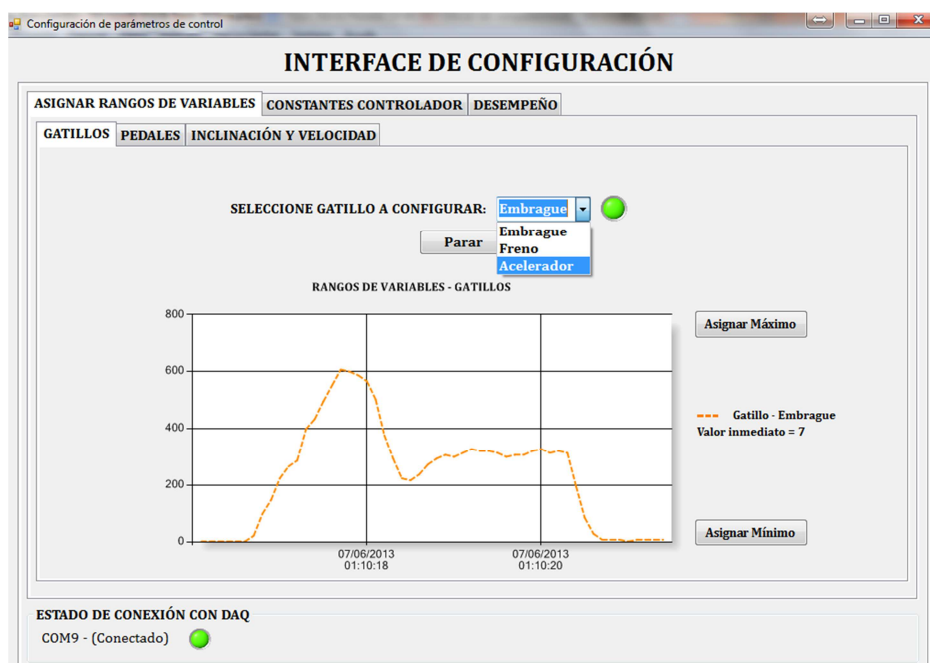 Configuración de parámetros de control
INTERFACE DE CONFIGURACIÓN
ASIGNAR RANGOS DE VARIABLES CONSTANTES CONTROLADOR DESEMPEÑO
GATILLOS PEDALES INCLINACIÓN Y VELOCIDAD
SELECCIONE GATILLO A CONFIGURAR: Embrague
Embrague
Parar Freno
Acelerador
RANGOS DE VARIABLES - GATILLOS
800
Asignar Máximo
600
Gatillo - Embrague
400
Valor inmediato = 7
200
Asignar Mínimo
0
07/06/2013 07/06/2013
01:10:18 01:10:20
ESTADO DE CONEXIÓN CON DAQ
COM9 - (Conectado)